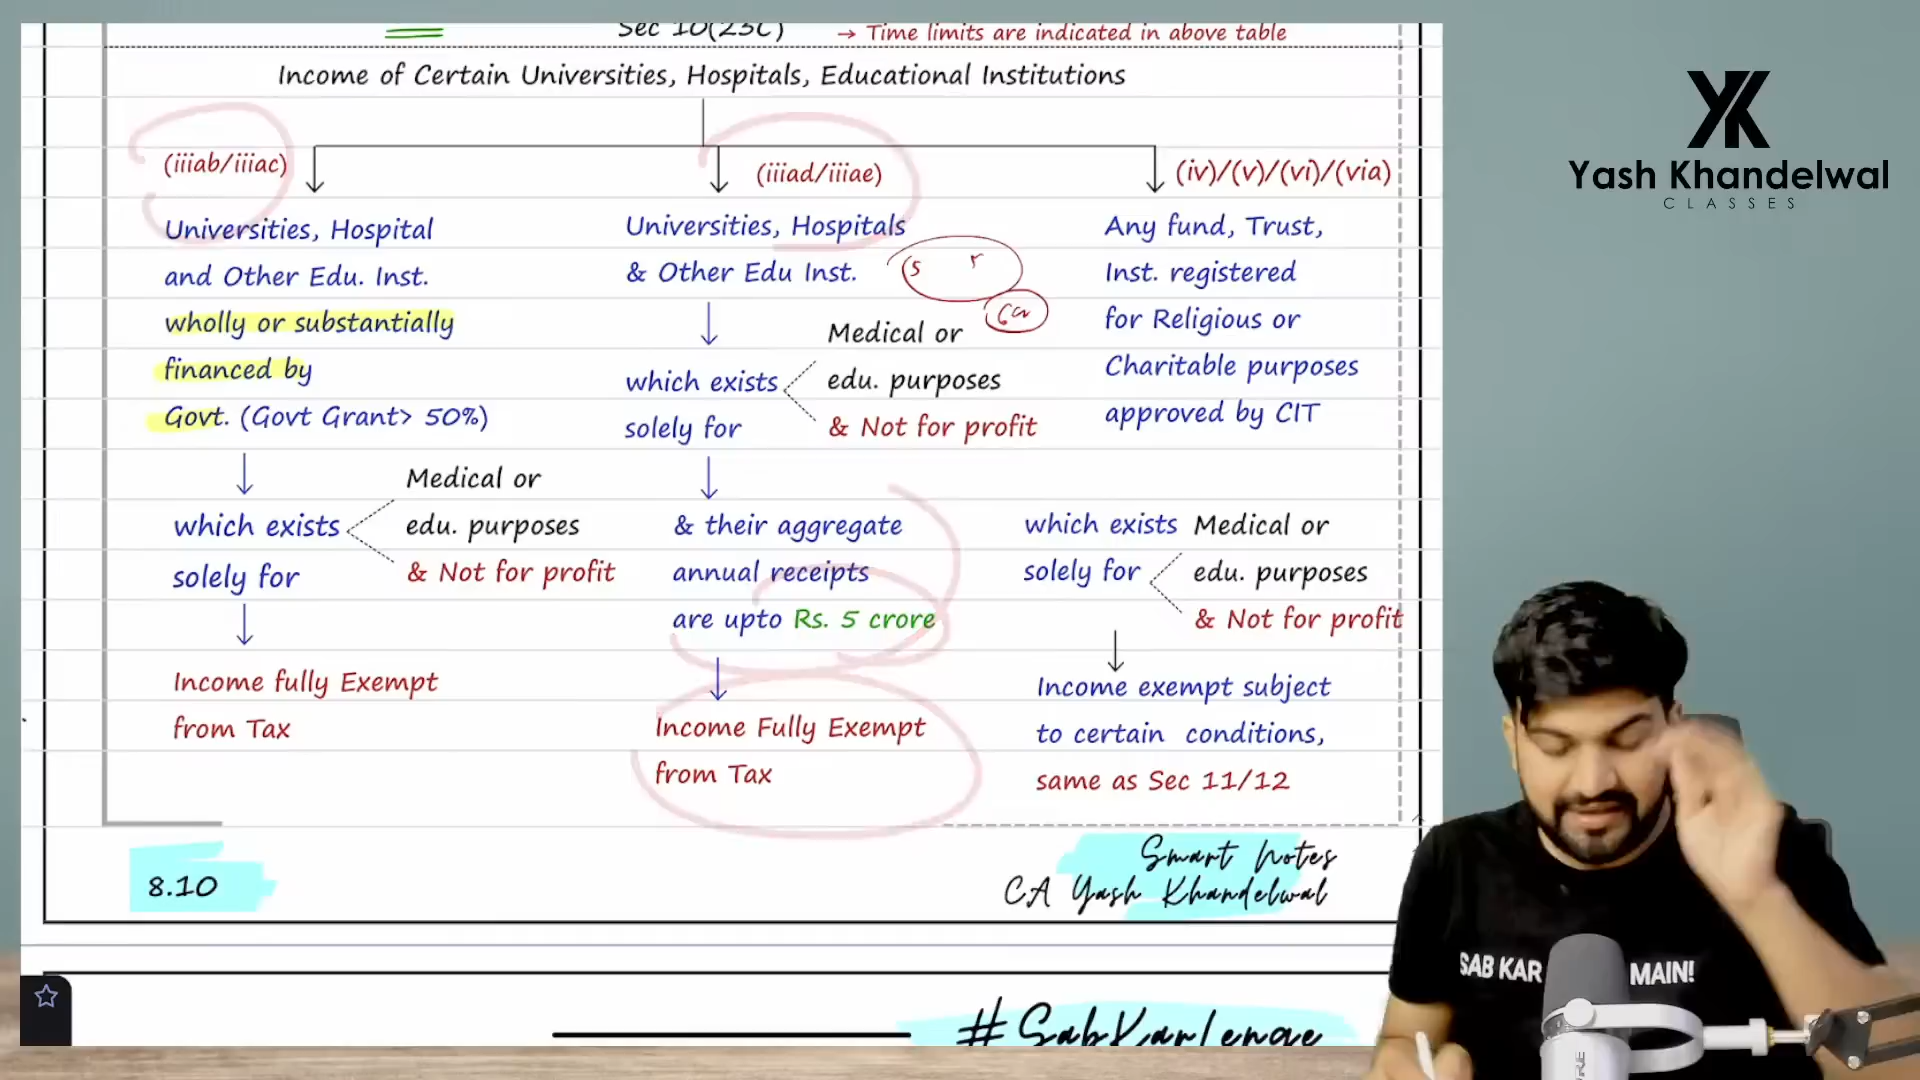 Sec 10(23C)
→ Time limits are indicated in above table
Income of Certain Universities, Hospitals, Educational Institutions
(iiiab/iiiac)
Universities, Hospital
and Other Edu. Inst.
wholly or substantially
financed by
Govt. (Govt Grant> 50%)
which exists
solely for
Medical or
edu. purposes
& Not for profit
Income fully Exempt
from Tax
(iiiad/iiiae)
Universities, Hospitals
& Other Edu Inst.
5
which exists
solely for
Medical or
edu. purposes
& Not for profit
& their aggregate
annual receipts
are upto Rs. 5 crore
Income Fully Exempt
from Tax
(iv)/(v)/(vi)/(via)
Any fund, Trust,
Inst. registered
for Religious or
Charitable purposes
approved by CIT
which exists
solely for
Medical or
edu. purposes
& Not for profit
Income exempt subject
to certain conditions,
same as Sec 11/12
8.10
Smart Notes
CA Yash Khandelwal
#SabKarLenge
YK
Yash Khandelwal
CLASSES
SAB KAR MAIN!